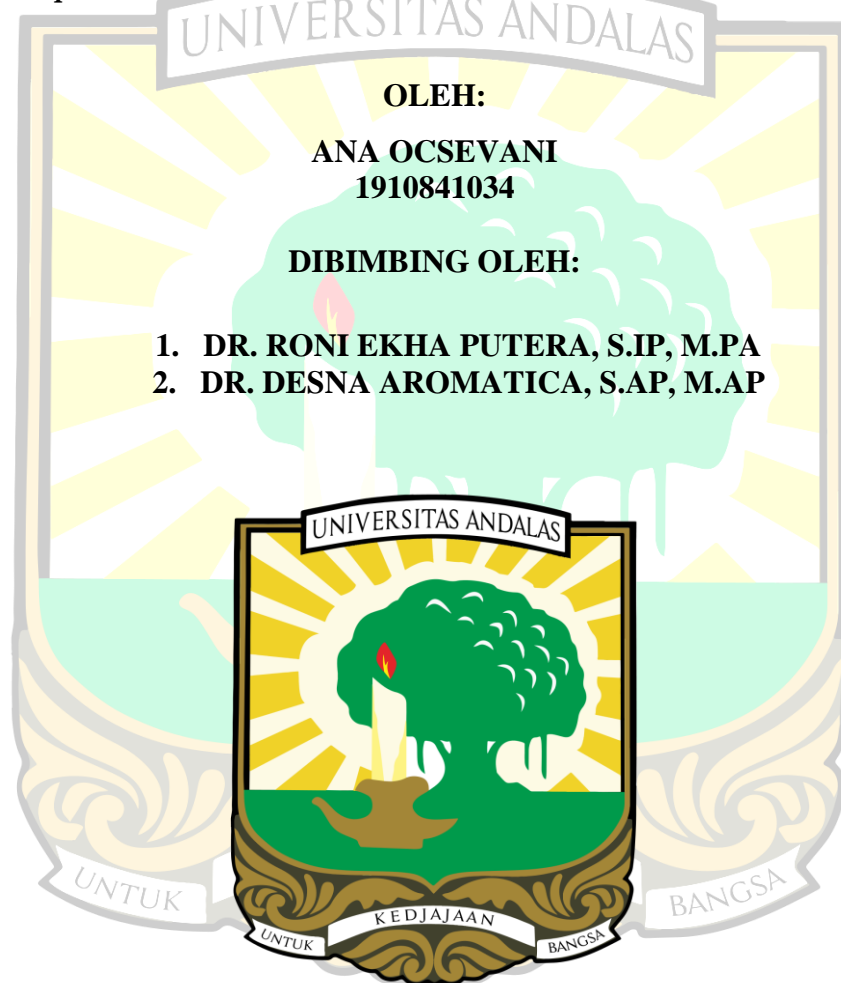 UNIVERSITAS ANDALAS
OLEH:
ANA OCSEVANI
1910841034
DIBIMBING OLEH:
1. DR. RONI EKHA PUTERA, S.IP, M.PA
2. DR. DESNA AROMATICA, S.AP, M.AP
UNIVERSITAS ANDALAS
UNTUK KEDJAJAAN BANGSA
UNTUK BANGSA